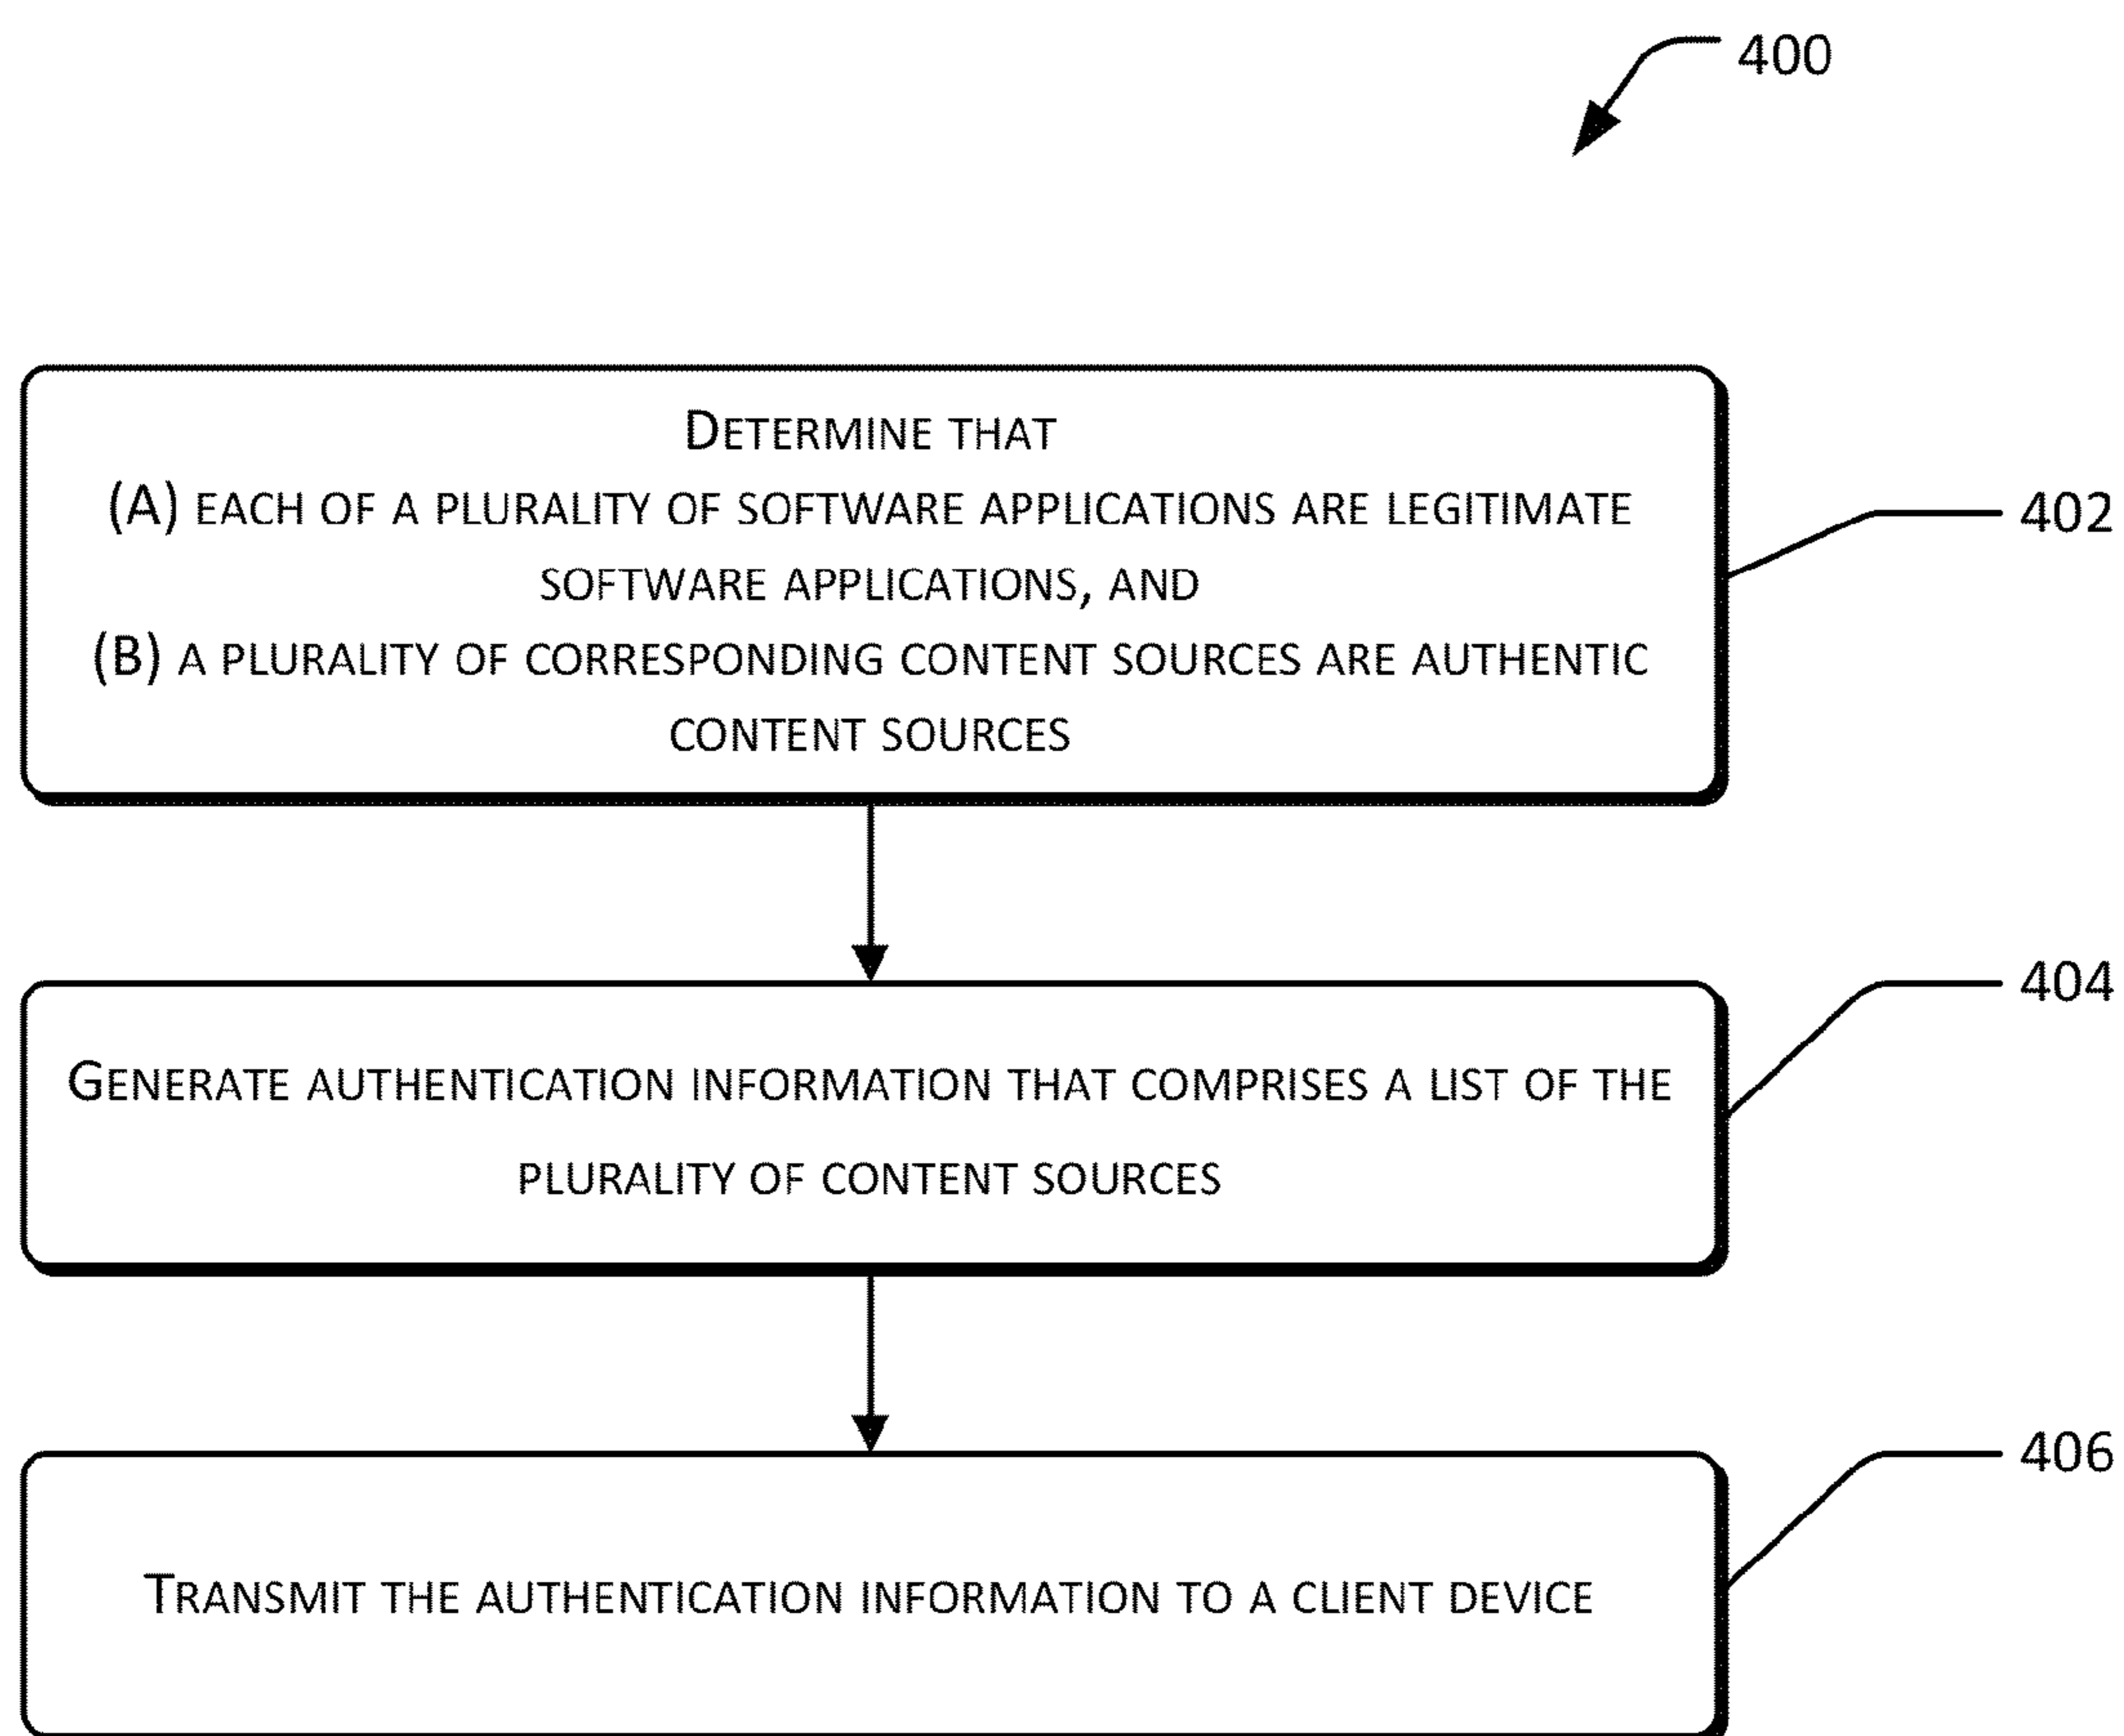 400
DETERMINE THAT
(A) EACH OF A PLURALITY OF SOFTWARE APPLICATIONS ARE LEGITIMATE
SOFTWARE APPLICATIONS, AND
(B) A PLURALITY OF CORRESPONDING CONTENT SOURCES ARE AUTHENTIC
CONTENT SOURCES
402
GENERATE AUTHENTICATION INFORMATION THAT COMPRISES A LIST OF THE
PLURALITY OF CONTENT SOURCES
404
TRANSMIT THE AUTHENTICATION INFORMATION TO A CLIENT DEVICE
406